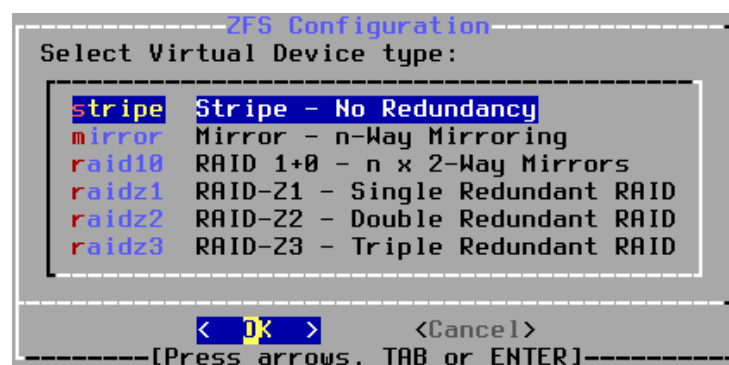 ZFS Configuration
Select Virtual Device type:
stripe Stripe - No Redundancy
mirror Mirror - n-Way Mirroring
raid10 RAID 1+0 - n x 2-Way Mirrors
raidz1 RAID-Z1 - Single Redundant RAID
raidz2 RAID-Z2 - Double Redundant RAID
raidz3 RAID-Z3 - Triple Redundant RAID
< OK > <Cancel>
[Press arrows, TAB or ENTER]